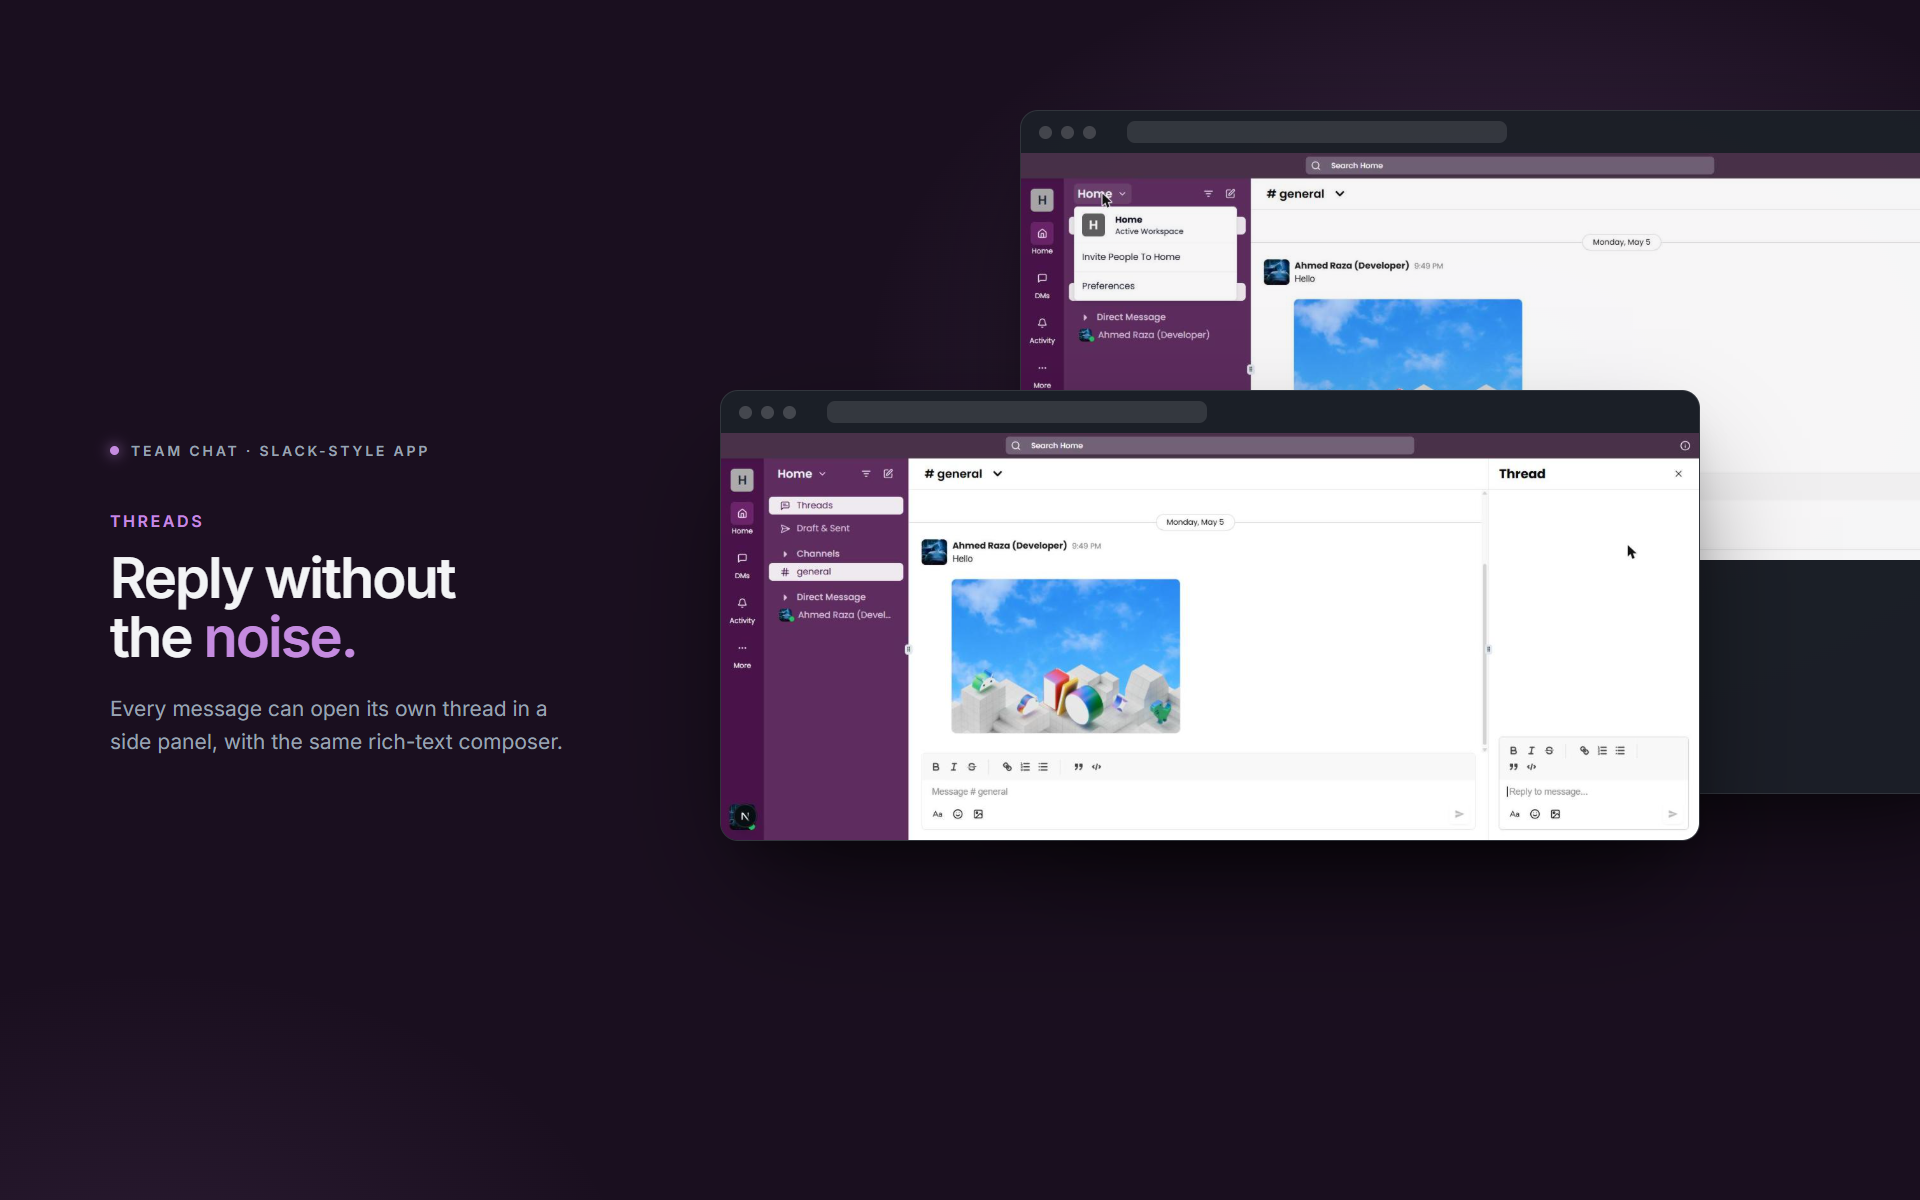 TEAM CHAT · SLACK-STYLE APP
THREADS
Reply without
the noise.
Every message can open its own thread in a
side panel, with the same rich-text composer.
Search Home
H
Home
# general
Home
DMs
Activity
More
H
Home
Active Workspace
Invite People To Home
Preferences
Direct Message
Ahmed Raza (Developer)
Monday, May 5
Ahmed Raza (Developer) 9:49 PM
Hello
Search Home
H
Home
# general
Thread
Home
DMs
Activity
More
Threads
Draft & Sent
Channels
# general
Direct Message
Ahmed Raza (Devel...
Monday, May 5
Ahmed Raza (Developer) 9:49 PM
Hello
B I S
Message # general
Aa
B I S
Reply to message...
Aa
N